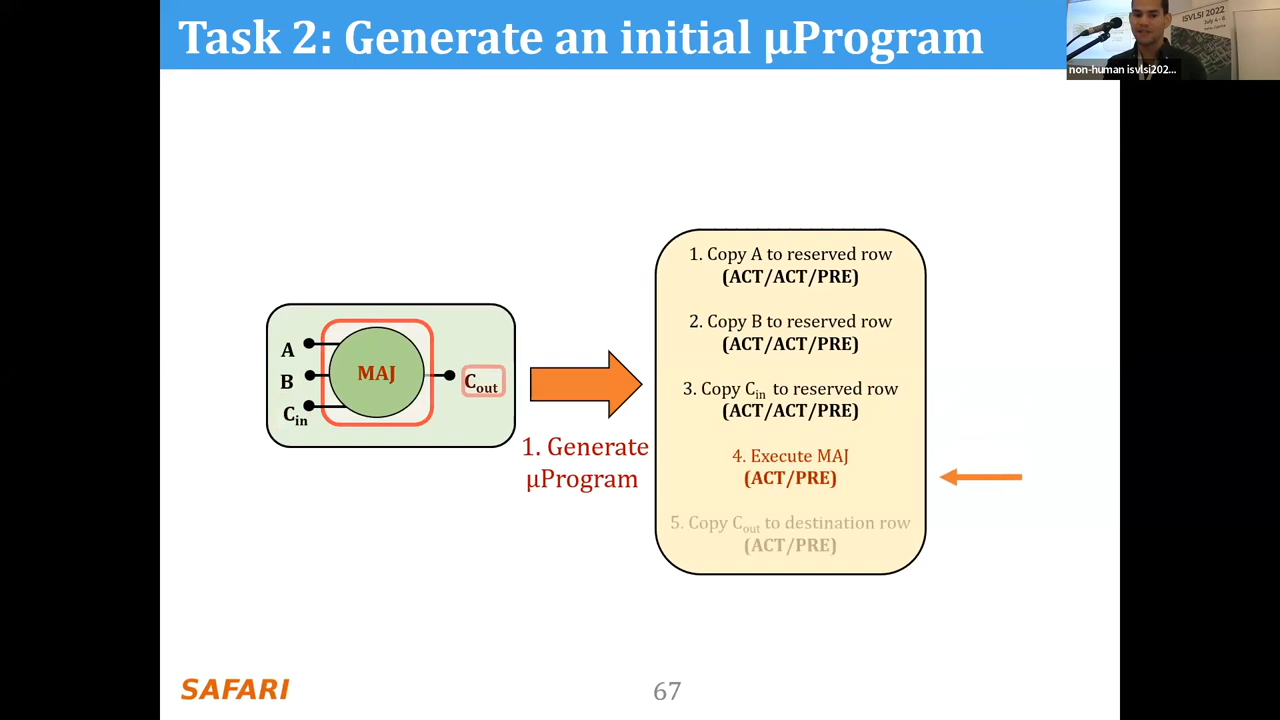 Task 2: Generate an initial μProgram
ISVLSI 2022
July 4 - 6
non-human isvlsi202...
1. Copy A to reserved row
(ACT/ACT/PRE)
2. Copy B to reserved row
(ACT/ACT/PRE)
3. Copy Cin to reserved row
(ACT/ACT/PRE)
4. Execute MAJ
(ACT/PRE)
5. Copy Cout to destination row
(ACT/PRE)
A
B
Cin
MAJ
Cout
1. Generate
μProgram
SAFARI
67